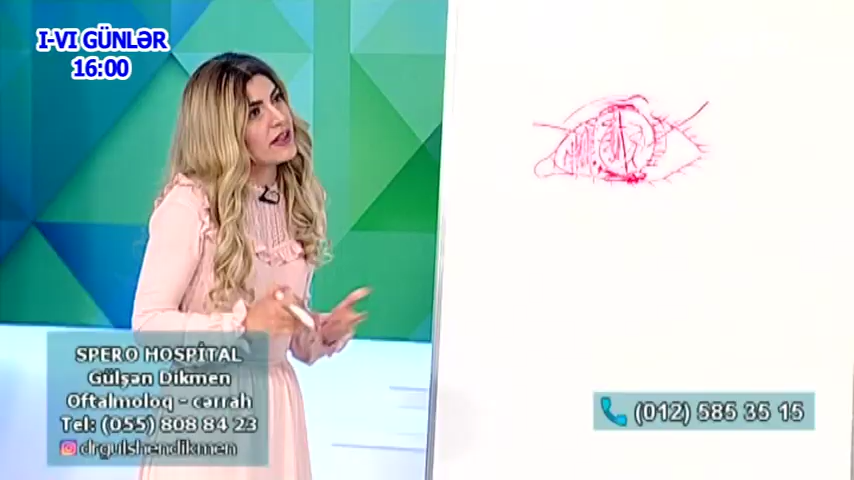 I-VI GÜNLƏR
16:00
SPERO HOSPİTAL
Gülşən Dikmen
Oftalmoloq - cərrah
Tel: (055) 808 84 23
drgulshendikmen
(012) 585 35 15